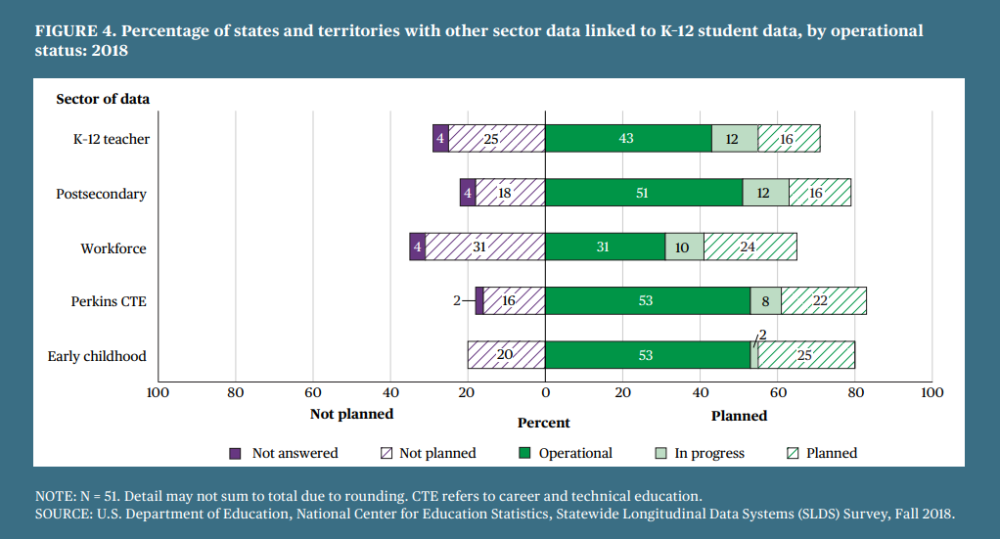 FIGURE 4. Percentage of states and territories with other sector data linked to K-12 student data, by operational
status: 2018
Sector of data
K-12 teacher
4
25
43
12
16
Postsecondary
4
18
51
12
16
Workforce
4
31
31
10
24
Perkins CTE
2
16
53
8
22
Early childhood
20
53
2
25
100 80 60 40 20 0 20 40 60 80 100
Not planned
Percent
Planned
Not answered
Not planned
Operational
In progress
Planned
NOTE: N = 51. Detail may not sum to total due to rounding. CTE refers to career and technical education.
SOURCE: U.S. Department of Education, National Center for Education Statistics, Statewide Longitudinal Data Systems (SLDS) Survey, Fall 2018.